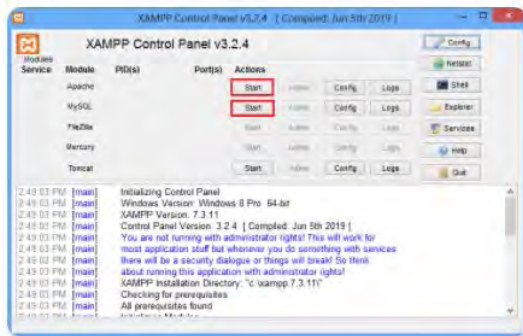 XAMPP Control Panel v3.2.4 [ Compiled: Jun 5th 2019 ]
XAMPP Control Panel v3.2.4
Config
Netstat
Shell
Explorer
Services
Help
Quit
Modules
Service Module PID(s) Port(s) Actions
Apache Start Admin Config Logs
MySQL Start Admin Config Logs
FileZilla Start Admin Config Logs
Mercury Start Admin Config Logs
Tomcat Start Admin Config Logs
2:49:03 PM [main] Initializing Control Panel
2:49:03 PM [main] Windows Version: Windows 8 Pro 64-bit
2:49:03 PM [main] XAMPP Version: 7.3.11
2:49:03 PM [main] Control Panel Version: 3.2.4 [ Compiled: Jun 5th 2019 ]
2:49:03 PM [main] You are not running with administrator rights! This will work for
2:49:03 PM [main] most application stuff but whenever you do something with services
2:49:03 PM [main] there will be a security dialogue or things will break! So think
2:49:03 PM [main] about running this application with administrator rights!
2:49:03 PM [main] XAMPP Installation Directory: "c:\xampp 7.3.11\"
2:49:03 PM [main] Checking for prerequisites
2:49:03 PM [main] All prerequisites found
2:49:03 PM [main] Initializing Modules